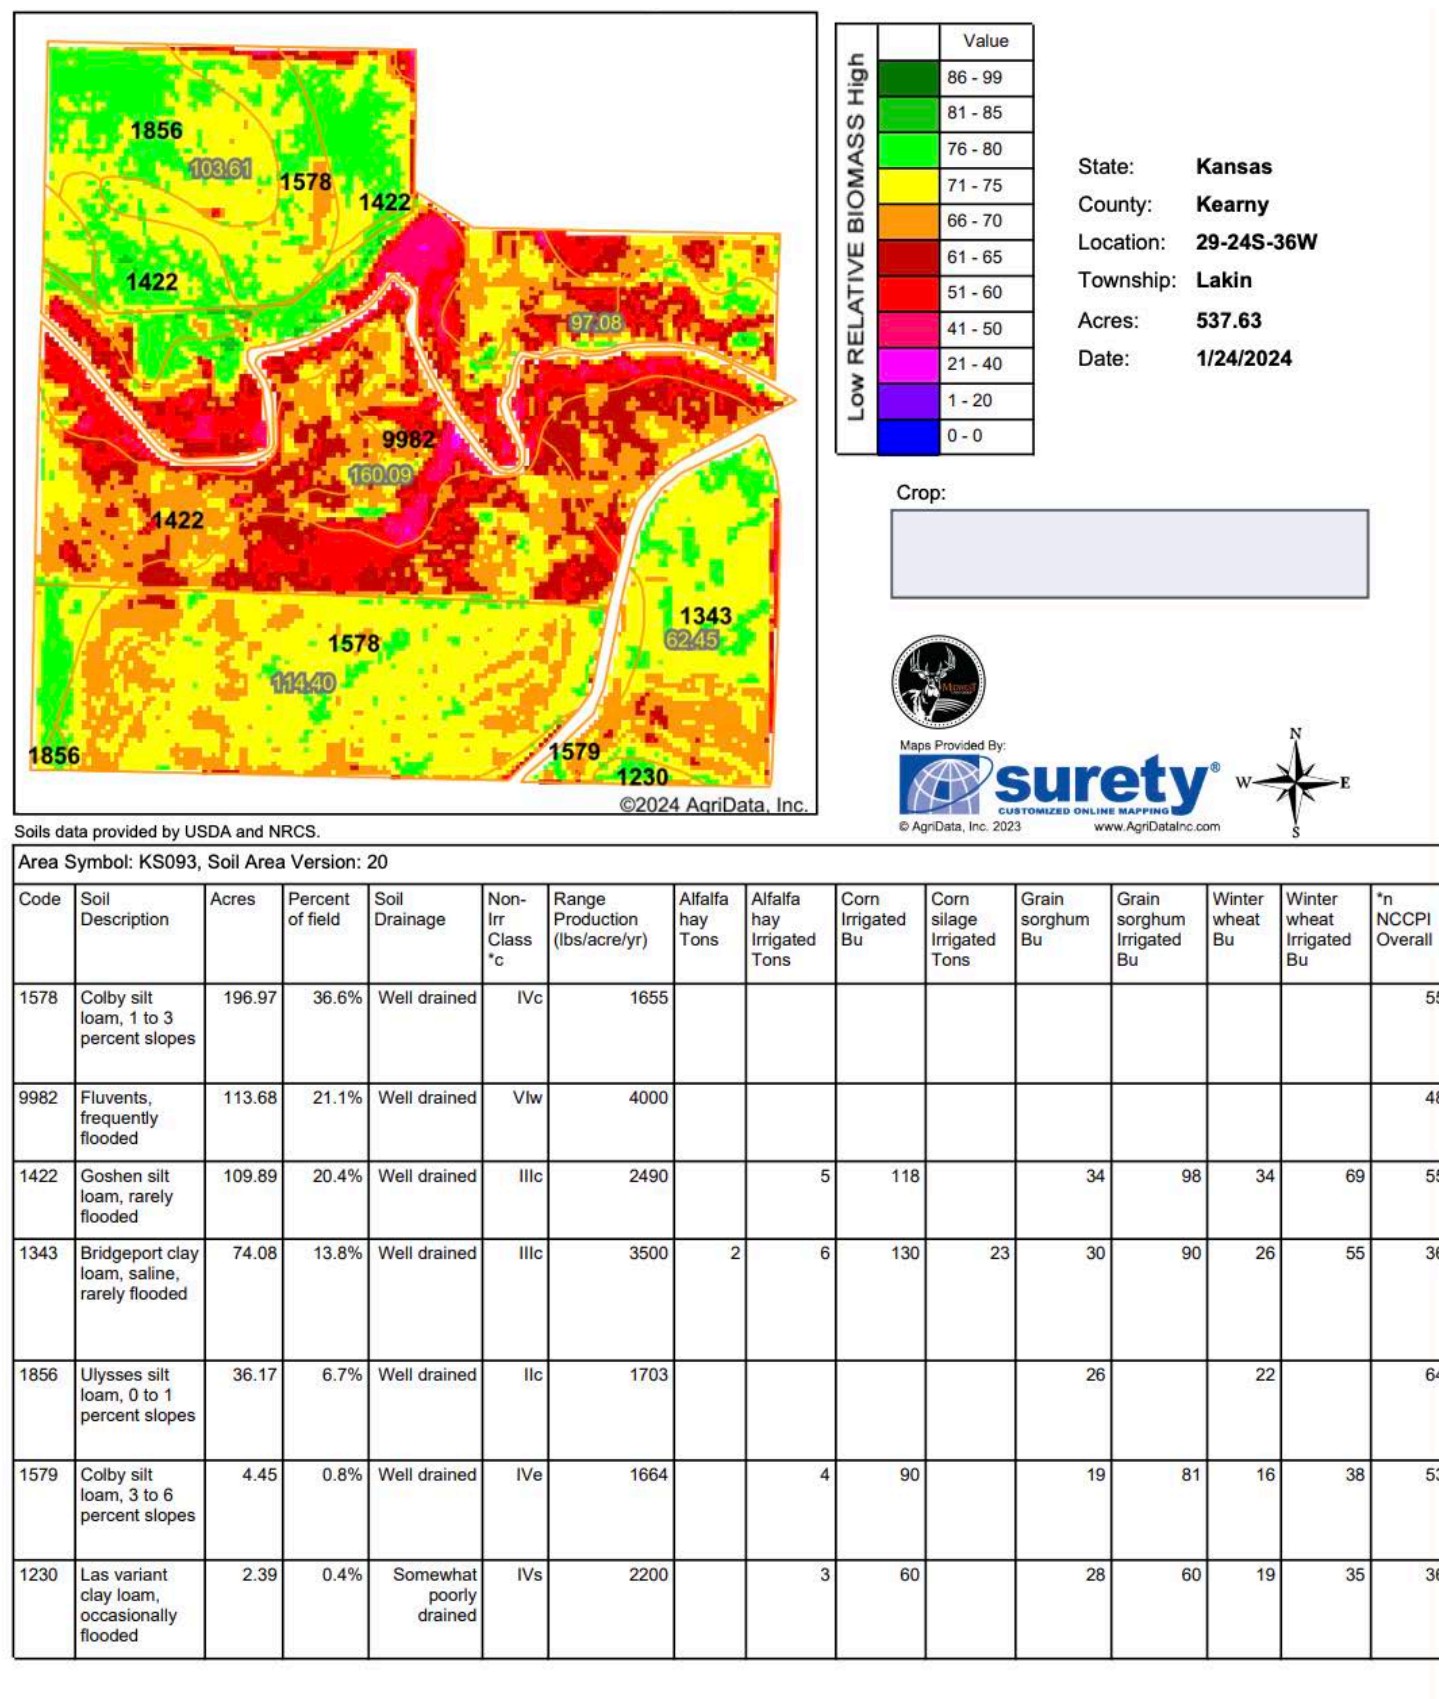 1856
103.61
1578
1422
1422
97.08
9982
160.09
1422
1343
62.45
1578
114.40
1856
1579
1230
©2024 AgriData, Inc.
Low RELATIVE BIOMASS High
Value
86 - 99
81 - 85
76 - 80
71 - 75
66 - 70
61 - 65
51 - 60
41 - 50
21 - 40
1 - 20
0 - 0
State: Kansas
County: Kearny
Location: 29-24S-36W
Township: Lakin
Acres: 537.63
Date: 1/24/2024
Crop:
MIDWEST
Maps Provided By:
surety®
CUSTOMIZED ONLINE MAPPING
© AgriData, Inc. 2023 www.AgriDataInc.com
N
W E
S
Soils data provided by USDA and NRCS.
Area Symbol: KS093, Soil Area Version: 20
Code Soil Acres Percent Soil Non- Range Alfalfa Alfalfa Corn Corn Grain Grain Winter Winter *n
Description of field Drainage Irr Production hay hay Irrigated silage sorghum sorghum wheat wheat NCCPI
Class (lbs/acre/yr) Tons Irrigated Bu Irrigated Bu Irrigated Bu Irrigated Overall
*c Tons Tons Bu Bu
1578 Colby silt 196.97 36.6% Well drained IVc 1655 55
loam, 1 to 3
percent slopes
9982 Fluvents, 113.68 21.1% Well drained VIw 4000 48
frequently
flooded
1422 Goshen silt 109.89 20.4% Well drained IIIc 2490 5 118 34 98 34 69 55
loam, rarely
flooded
1343 Bridgeport clay 74.08 13.8% Well drained IIIc 3500 2 6 130 23 30 90 26 55 36
loam, saline,
rarely flooded
1856 Ulysses silt 36.17 6.7% Well drained IIc 1703 26 22 64
loam, 0 to 1
percent slopes
1579 Colby silt 4.45 0.8% Well drained IVe 1664 4 90 19 81 16 38 53
loam, 3 to 6
percent slopes
1230 Las variant 2.39 0.4% Somewhat IVs 2200 3 60 28 60 19 35 36
clay loam, poorly
occasionally drained
flooded